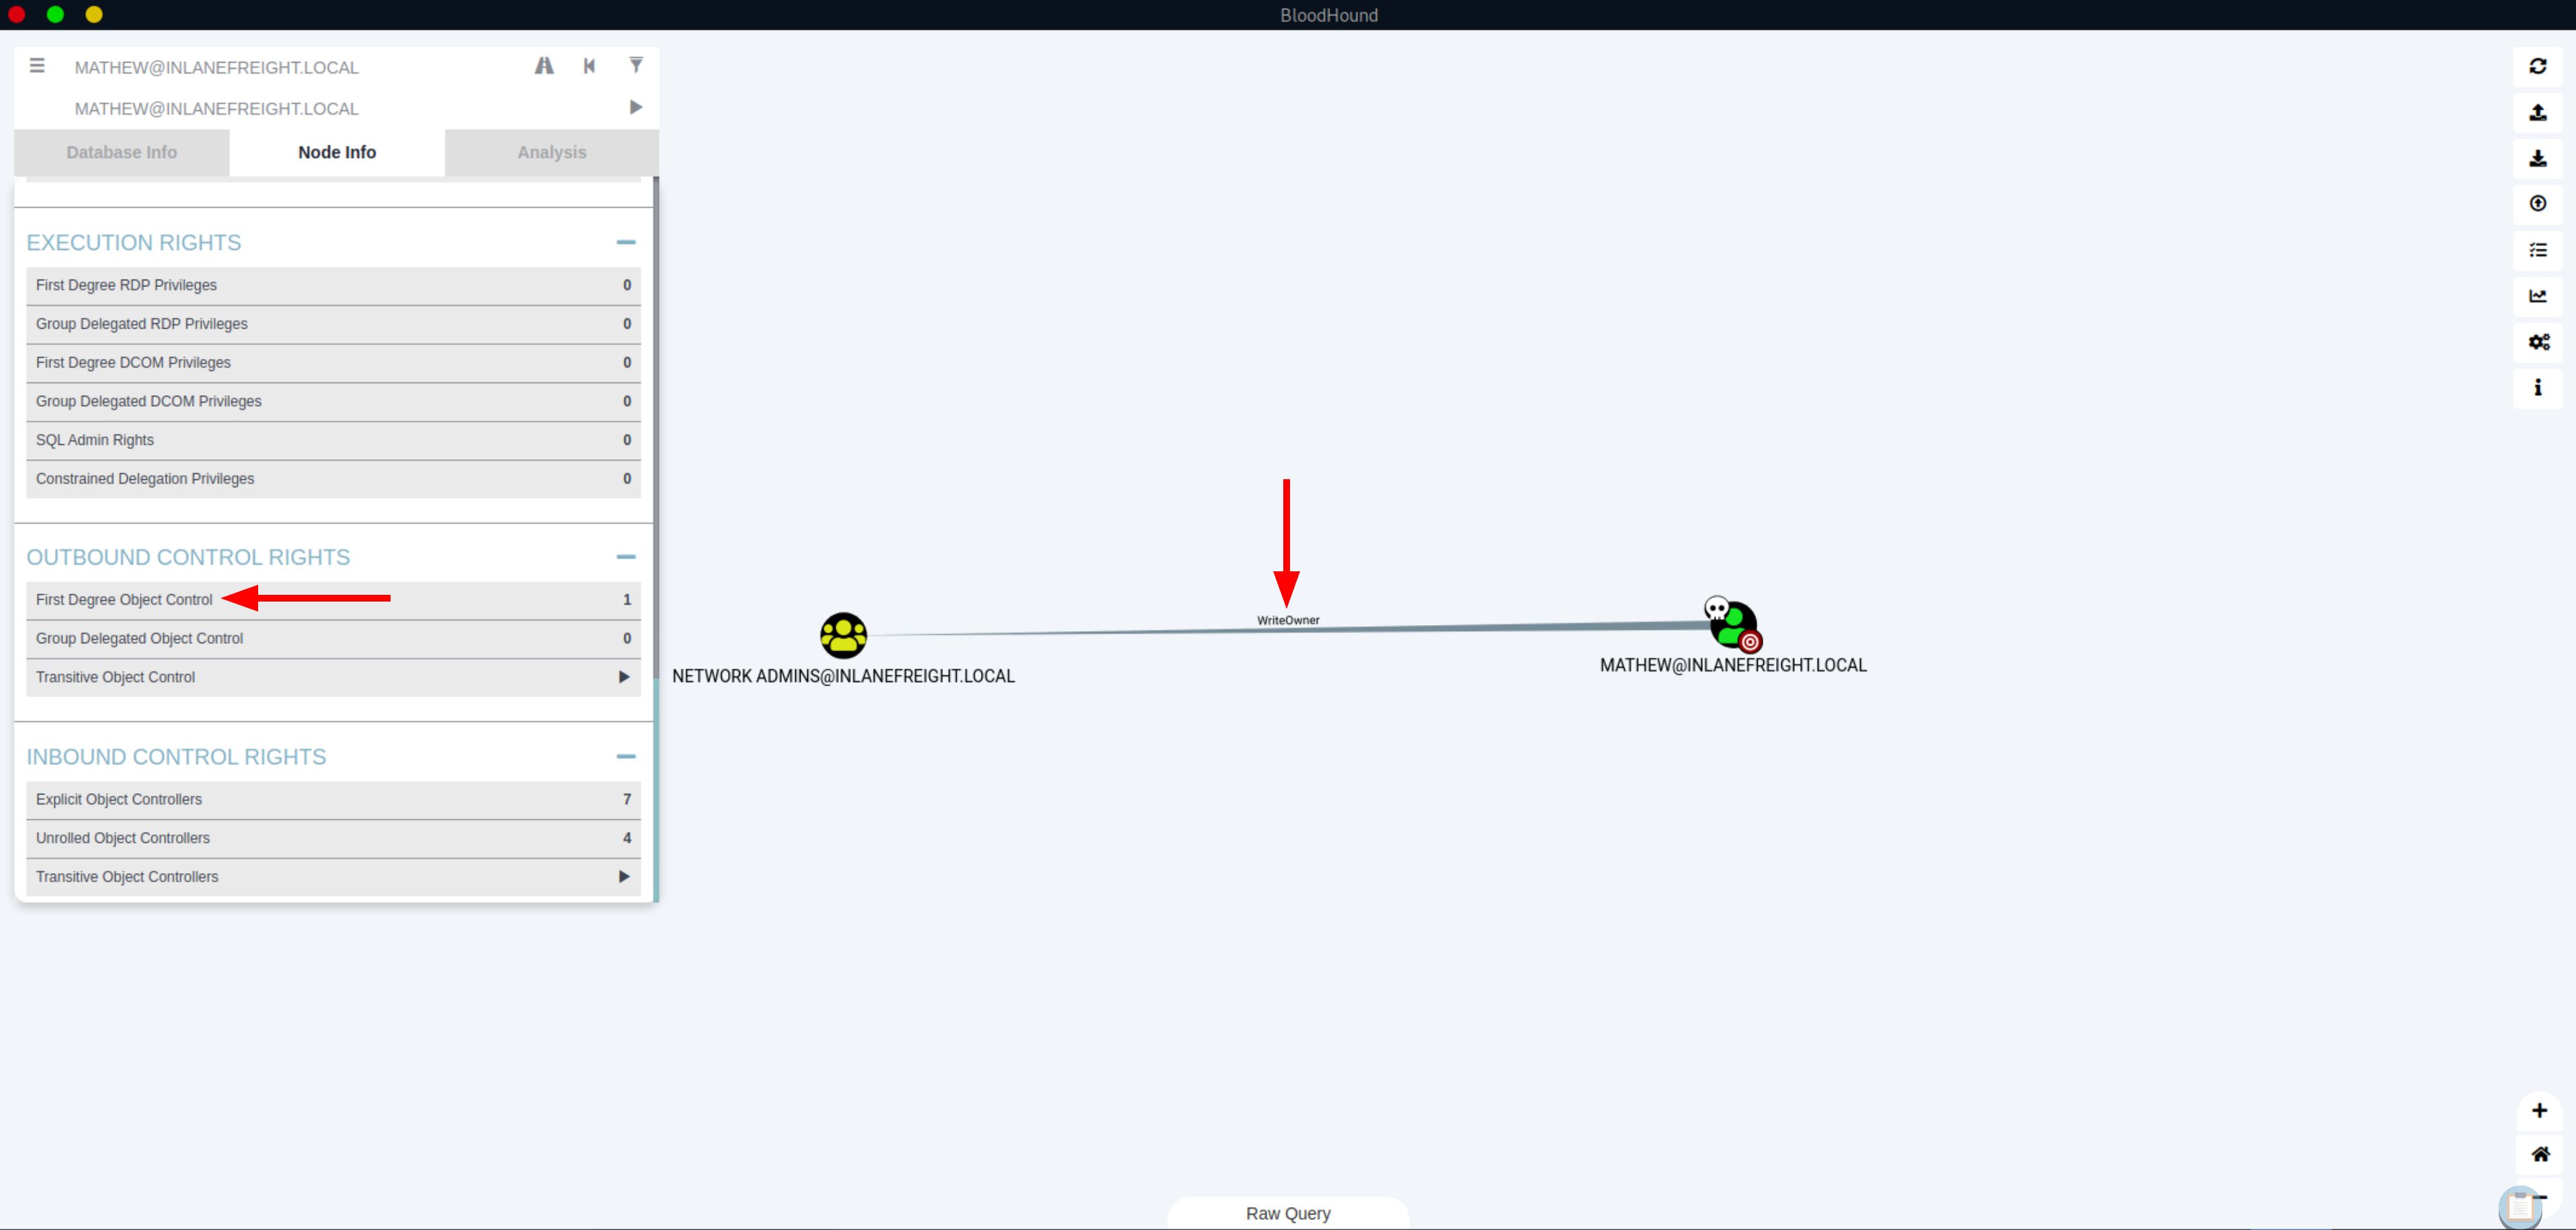 BloodHound
MATHEW@INLANEFREIGHT.LOCAL
MATHEW@INLANEFREIGHT.LOCAL
Database Info Node Info Analysis
EXECUTION RIGHTS
First Degree RDP Privileges 0
Group Delegated RDP Privileges 0
First Degree DCOM Privileges 0
Group Delegated DCOM Privileges 0
SQL Admin Rights 0
Constrained Delegation Privileges 0
OUTBOUND CONTROL RIGHTS
First Degree Object Control 1
Group Delegated Object Control 0
Transitive Object Control
INBOUND CONTROL RIGHTS
Explicit Object Controllers 7
Unrolled Object Controllers 4
Transitive Object Controllers
WriteOwner
NETWORK ADMINS@INLANEFREIGHT.LOCAL
MATHEW@INLANEFREIGHT.LOCAL
Raw Query